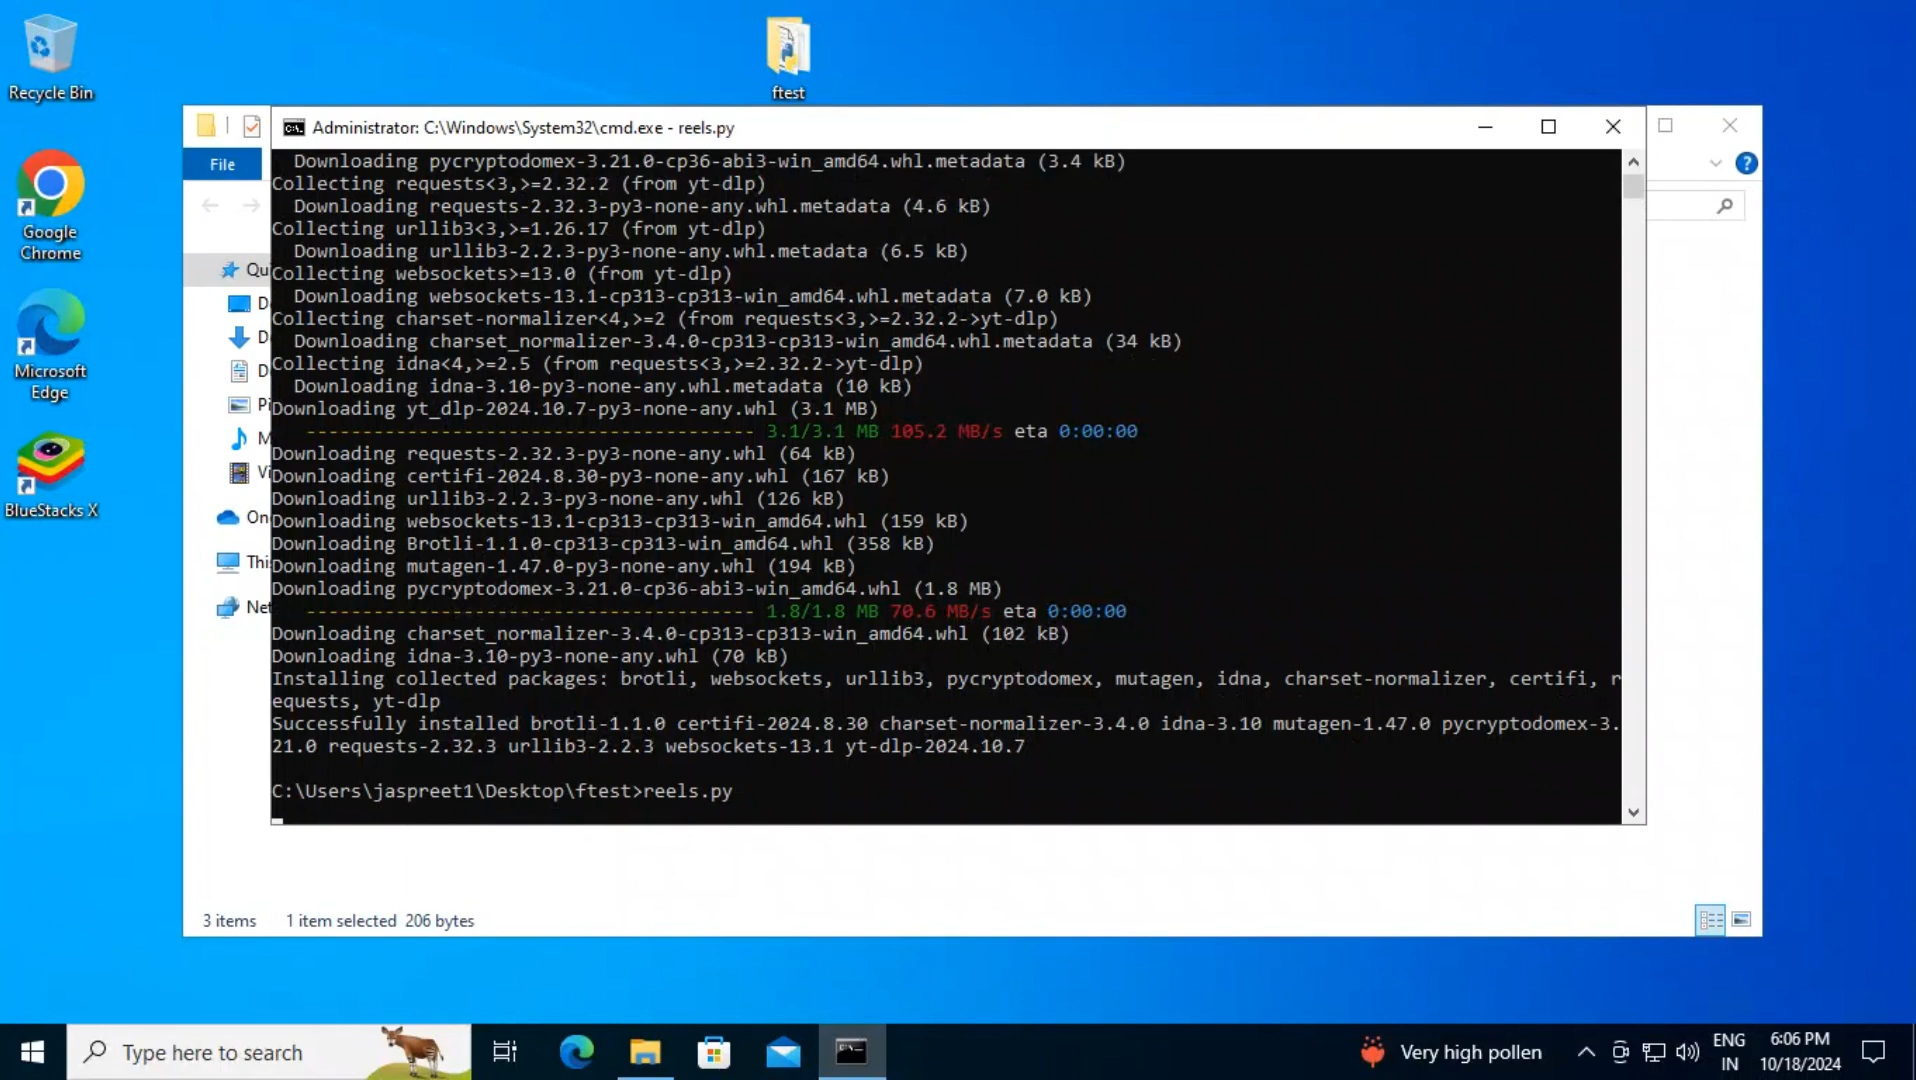 Recycle Bin
ftest
Google
Chrome
Microsoft
Edge
BlueStacks X
Administrator: C:\Windows\System32\cmd.exe - reels.py
File
Downloading pycryptodomex-3.21.0-cp36-abi3-win_amd64.whl.metadata (3.4 kB)
Collecting requests<3,>=2.32.2 (from yt-dlp)
Downloading requests-2.32.3-py3-none-any.whl.metadata (4.6 kB)
Collecting urllib3<3,>=1.26.17 (from yt-dlp)
Downloading urllib3-2.2.3-py3-none-any.whl.metadata (6.5 kB)
Collecting websockets>=13.0 (from yt-dlp)
Downloading websockets-13.1-cp313-cp313-win_amd64.whl.metadata (7.0 kB)
Collecting charset-normalizer<4,>=2 (from requests<3,>=2.32.2->yt-dlp)
Downloading charset_normalizer-3.4.0-cp313-cp313-win_amd64.whl.metadata (34 kB)
Collecting idna<4,>=2.5 (from requests<3,>=2.32.2->yt-dlp)
Downloading idna-3.10-py3-none-any.whl.metadata (10 kB)
Downloading yt_dlp-2024.10.7-py3-none-any.whl (3.1 MB)
---------------------------------------- 3.1/3.1 MB 105.2 MB/s eta 0:00:00
Downloading requests-2.32.3-py3-none-any.whl (64 kB)
Downloading certifi-2024.8.30-py3-none-any.whl (167 kB)
Downloading urllib3-2.2.3-py3-none-any.whl (126 kB)
Downloading websockets-13.1-cp313-cp313-win_amd64.whl (159 kB)
Downloading Brotli-1.1.0-cp313-cp313-win_amd64.whl (358 kB)
Downloading mutagen-1.47.0-py3-none-any.whl (194 kB)
Downloading pycryptodomex-3.21.0-cp36-abi3-win_amd64.whl (1.8 MB)
---------------------------------------- 1.8/1.8 MB 70.6 MB/s eta 0:00:00
Downloading charset_normalizer-3.4.0-cp313-cp313-win_amd64.whl (102 kB)
Downloading idna-3.10-py3-none-any.whl (70 kB)
Installing collected packages: brotli, websockets, urllib3, pycryptodomex, mutagen, idna, charset-normalizer, certifi, r
equests, yt-dlp
Successfully installed brotli-1.1.0 certifi-2024.8.30 charset-normalizer-3.4.0 idna-3.10 mutagen-1.47.0 pycryptodomex-3.
21.0 requests-2.32.3 urllib3-2.2.3 websockets-13.1 yt-dlp-2024.10.7
C:\Users\jaspreet1\Desktop\ftest>reels.py
Qu
D
D
D
Pi
M
Vi
On
This
Net
3 items 1 item selected 206 bytes
Type here to search
Very high pollen
ENG
IN
6:06 PM
10/18/2024